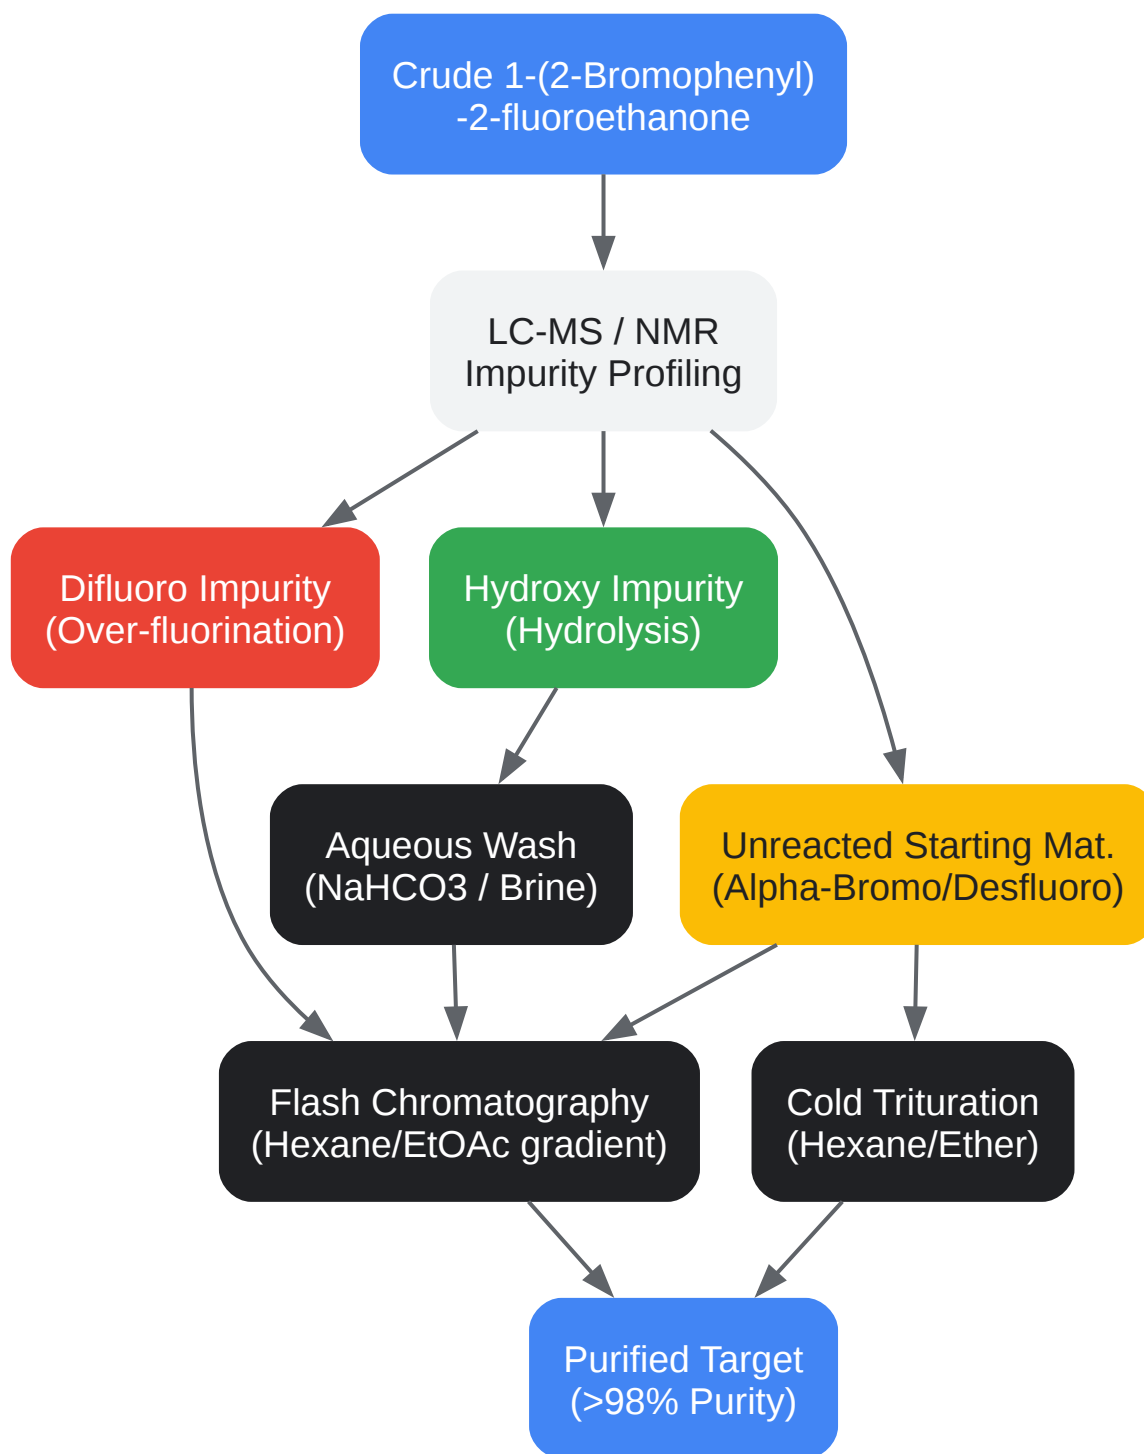 Crude 1-(2-Bromophenyl)
-2-fluoroethanone
LC-MS / NMR
Impurity Profiling
Difluoro Impurity
(Over-fluorination)
Hydroxy Impurity
(Hydrolysis)
Aqueous Wash
(NaHCO3 / Brine)
Unreacted Starting Mat.
(Alpha-Bromo/Desfluoro)
Flash Chromatography
(Hexane/EtOAc gradient)
Cold Trituration
(Hexane/Ether)
Purified Target
(>98% Purity)